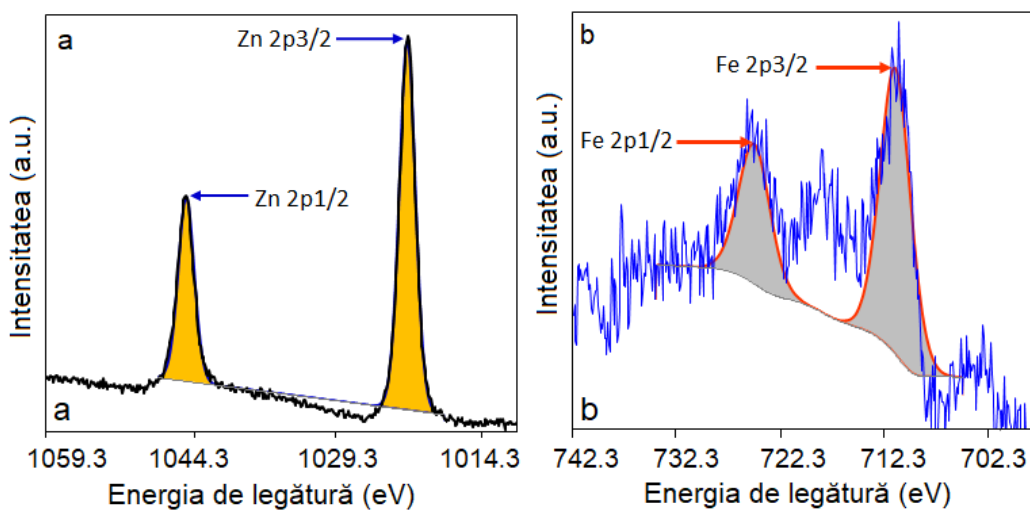 a
Zn 2p3/2
Zn 2p1/2
a
Intensitatea (a.u.)
1059.3 1044.3 1029.3 1014.3
Energia de legătură (eV)
b
Fe 2p3/2
Fe 2p1/2
b
Intensitatea (a.u.)
742.3 732.3 722.3 712.3 702.3
Energia de legătură (eV)